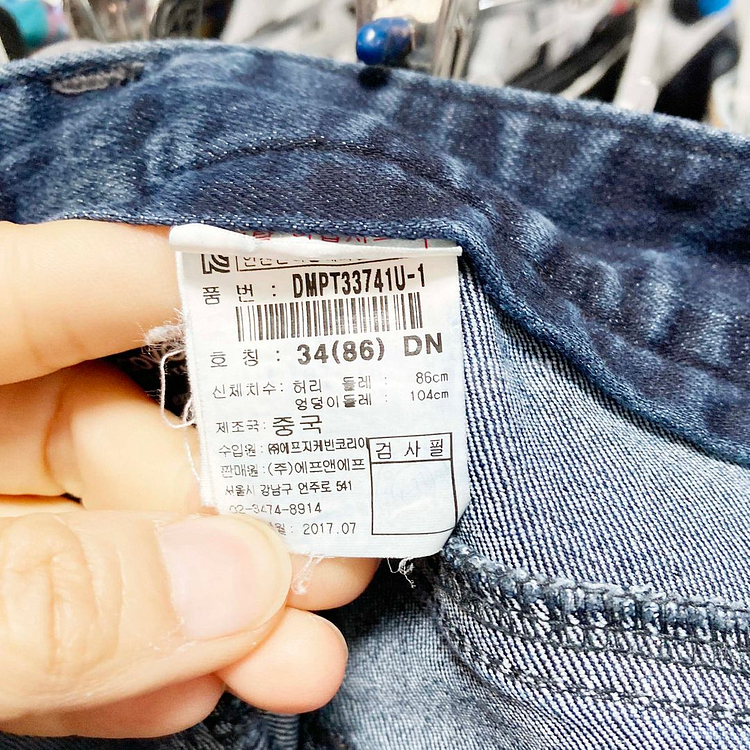 품 번 : DMPT33741U-1
호 칭 : 34(86) DN
신체치수: 허리 둘레 : 86cm
엉덩이둘레 : 104cm
제조국: 중국
수입원: ㈜에프지케빈코리아
판매원: (주)에프앤에프
검사필
서울시 강남구 언주로 541
02-3474-8914
월: 2017.07